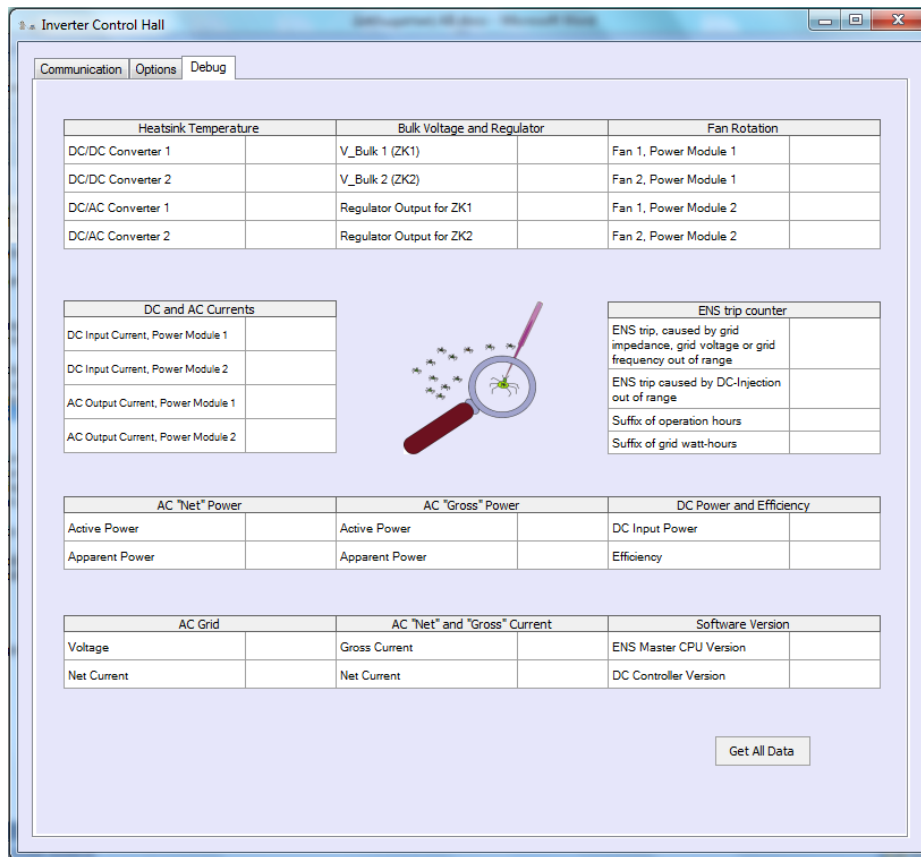 Inverter Control Hall
Communication Options Debug
Heatsink Temperature Bulk Voltage and Regulator Fan Rotation
DC/DC Converter 1 V_Bulk 1 (ZK1) Fan 1, Power Module 1
DC/DC Converter 2 V_Bulk 2 (ZK2) Fan 2, Power Module 1
DC/AC Converter 1 Regulator Output for ZK1 Fan 1, Power Module 2
DC/AC Converter 2 Regulator Output for ZK2 Fan 2, Power Module 2
DC and AC Currents
DC Input Current, Power Module 1
DC Input Current, Power Module 2
AC Output Current, Power Module 1
AC Output Current, Power Module 2
ENS trip counter
ENS trip, caused by grid
impedance, grid voltage or grid
frequency out of range
ENS trip caused by DC-Injection
out of range
Suffix of operation hours
Suffix of grid watt-hours
AC "Net" Power AC "Gross" Power DC Power and Efficiency
Active Power Active Power DC Input Power
Apparent Power Apparent Power Efficiency
AC Grid AC "Net" and "Gross" Current Software Version
Voltage Gross Current ENS Master CPU Version
Net Current Net Current DC Controller Version
Get All Data